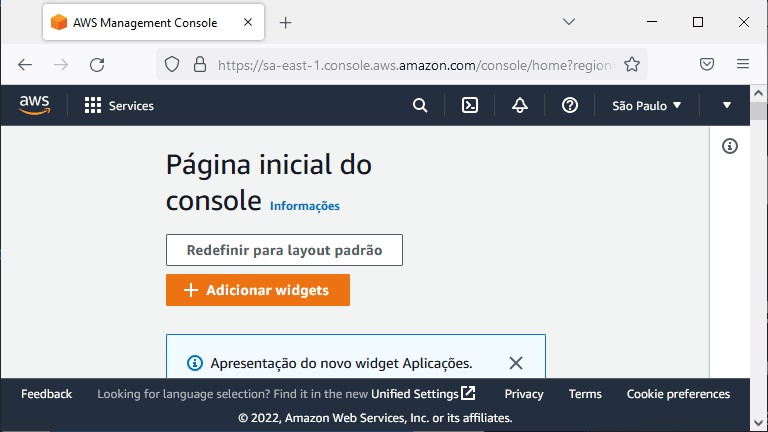 AWS Management Console
https://sa-east-1.console.aws.amazon.com/console/home?region=
aws
Services
São Paulo
Página inicial do
console Informações
Redefinir para layout padrão
Adicionar widgets
Apresentação do novo widget Aplicações.
Feedback Looking for language selection? Find it in the new Unified Settings Privacy Terms Cookie preferences
© 2022, Amazon Web Services, Inc. or its affiliates.